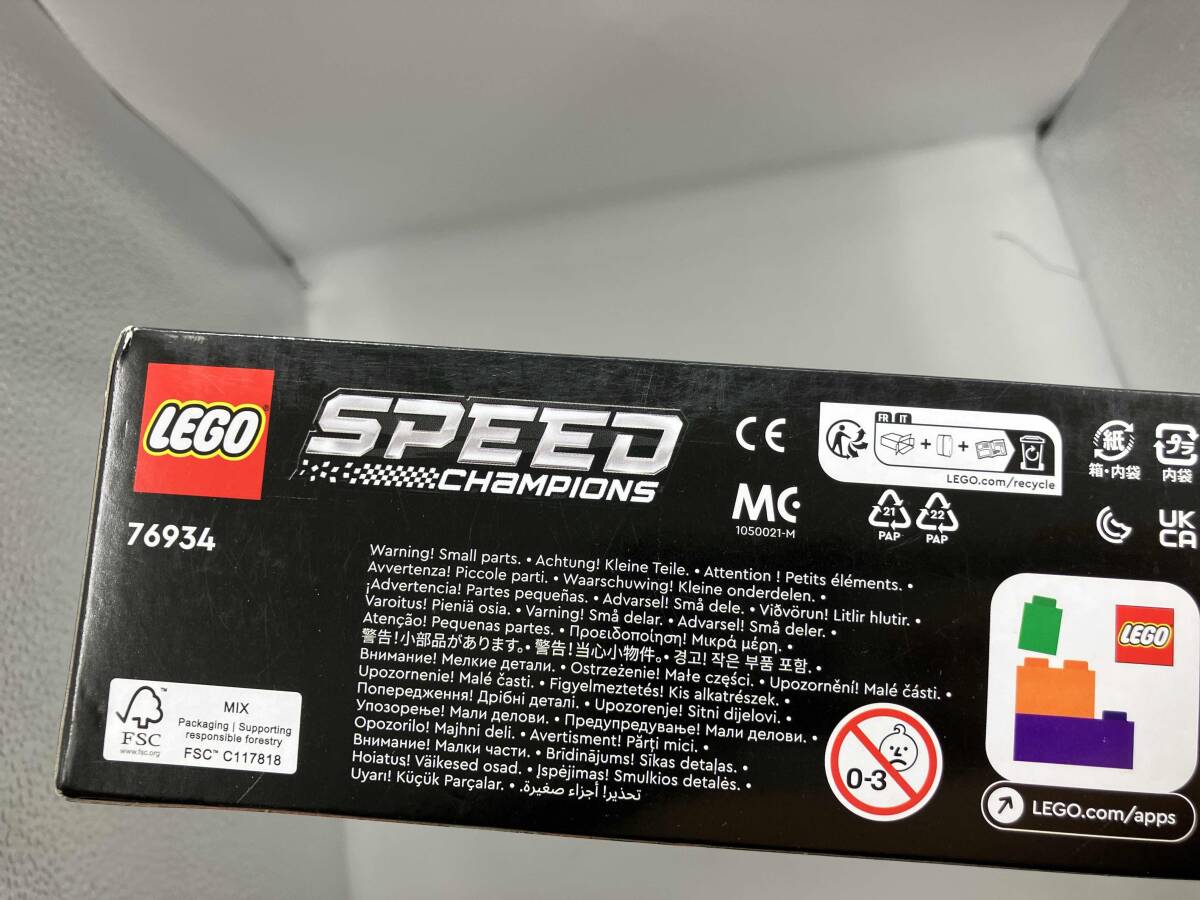 LEGO®
SPEED
CHAMPIONS
76934
CE
MC
1050021-M
FR IT
LEGO.com/recycle
21
PAP
22
PAP
紙
箱・内袋
プラ
内袋
UK
CA
Warning! Small parts. • Achtung! Kleine Teile. • Attention ! Petits éléments. •
Avvertenza! Piccole parti. • Waarschuwing! Kleine onderdelen. •
¡Advertencia! Partes pequeñas. • Advarsel! Små dele. • Viðvörun! Litlir hlutir. •
Varoitus! Pieniä osia. • Varning! Små delar. • Advarsel! Små deler. •
Atenção! Pequenas partes. • Προειδοποίηση! Μικρά μέρη. •
警告!小部品があります。• 警告!当心小物件。• 경고! 작은 부품 포함. •
Внимание! Мелкие детали. • Ostrzeżenie! Małe części. • Upozornění! Malé části. •
Upozornenie! Malé časti. • Figyelmeztetés! Kis alkatrészek. •
Попередження! Дрібні деталі. • Upozorenje! Sitni dijelovi. •
Упозорење! Мали делови. • Предупредување! Мали делови. •
Opozorilo! Majhni deli. • Avertisment! Părți mici. •
Внимание! Малки части. • Brīdinājums! Sīkas detaļas. •
Hoiatus! Väikesed osad. • Įspėjimas! Smulkios detalės. •
Uyarı! Küçük Parçalar. • تحذير! أجزاء صغيرة. •
FSC
www.fsc.org
MIX
Packaging | Supporting
responsible forestry
FSC™ C117818
0-3
LEGO
LEGO.com/apps